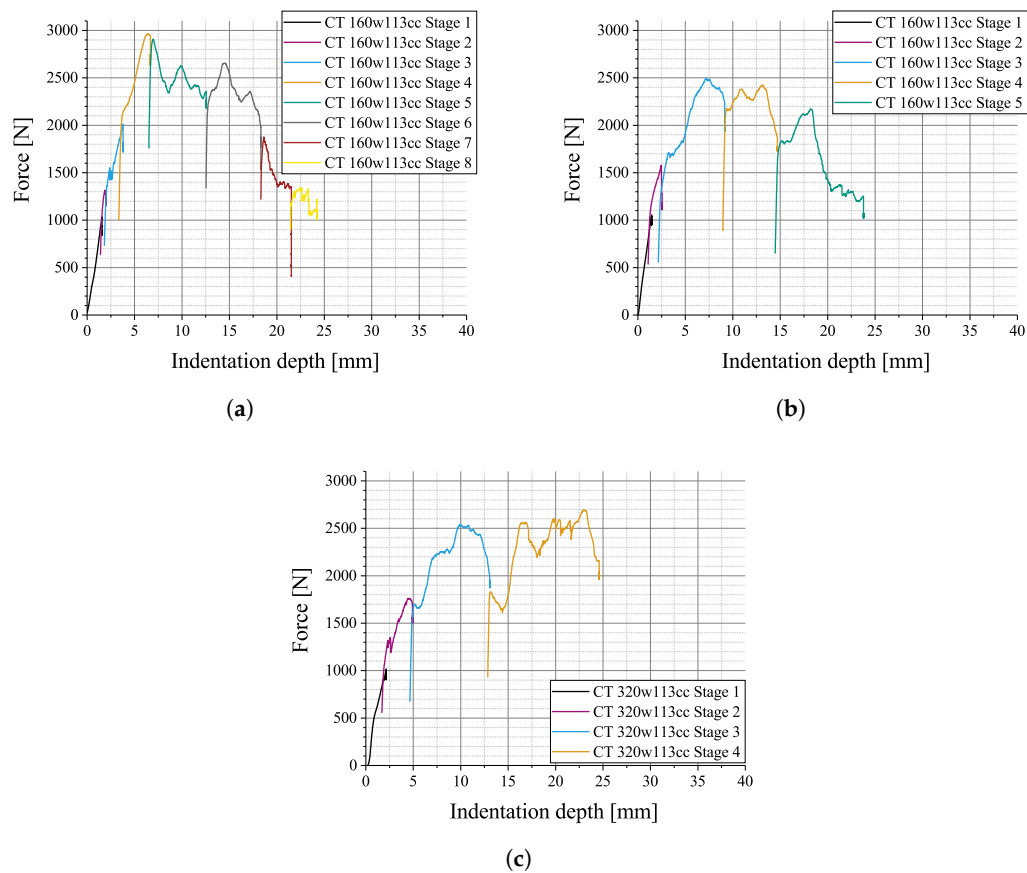 3000
2500
2000
1500
1000
500
0
Force [N]
0 5 10 15 20 25 30 35 40
Indentation depth [mm]
CT 160w113cc Stage 1
CT 160w113cc Stage 2
CT 160w113cc Stage 3
CT 160w113cc Stage 4
CT 160w113cc Stage 5
CT 160w113cc Stage 6
CT 160w113cc Stage 7
CT 160w113cc Stage 8
(a)
3000
2500
2000
1500
1000
500
0
Force [N]
0 5 10 15 20 25 30 35 40
Indentation depth [mm]
CT 160w113cc Stage 1
CT 160w113cc Stage 2
CT 160w113cc Stage 3
CT 160w113cc Stage 4
CT 160w113cc Stage 5
(b)
3000
2500
2000
1500
1000
500
0
Force [N]
0 5 10 15 20 25 30 35 40
Indentation depth [mm]
CT 320w113cc Stage 1
CT 320w113cc Stage 2
CT 320w113cc Stage 3
CT 320w113cc Stage 4
(c)